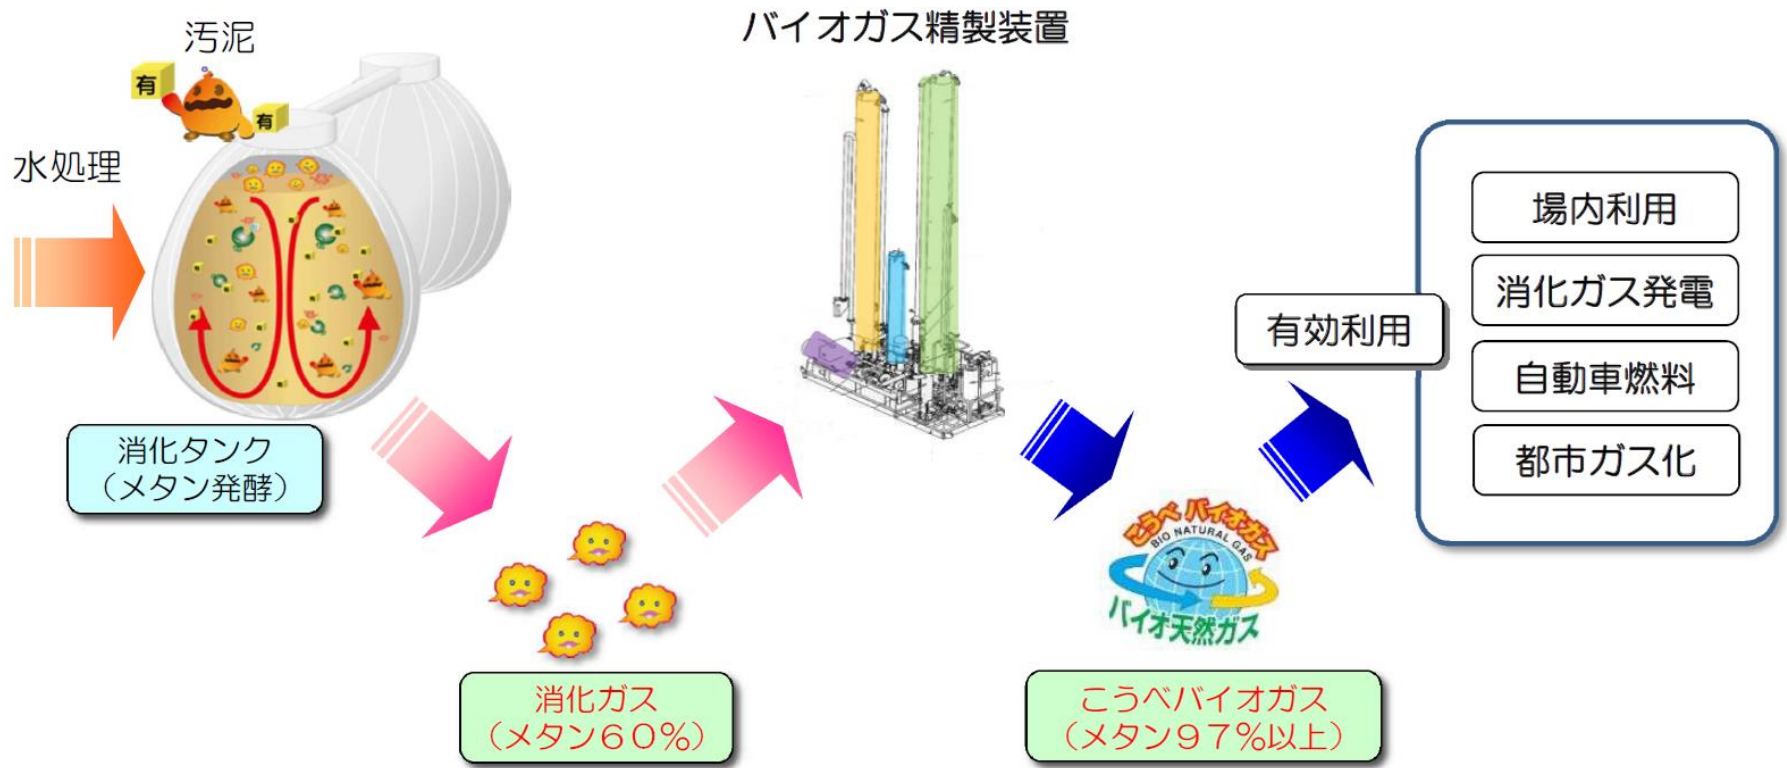 汚泥
有
有
水処理
消化タンク
（メタン発酵）
消化ガス
（メタン６０％）
バイオガス精製装置
こうべ バイオガス
BIO NATURAL GAS
バイオ天然ガス
こうべバイオガス
（メタン９７％以上）
有効利用
場内利用
消化ガス発電
自動車燃料
都市ガス化